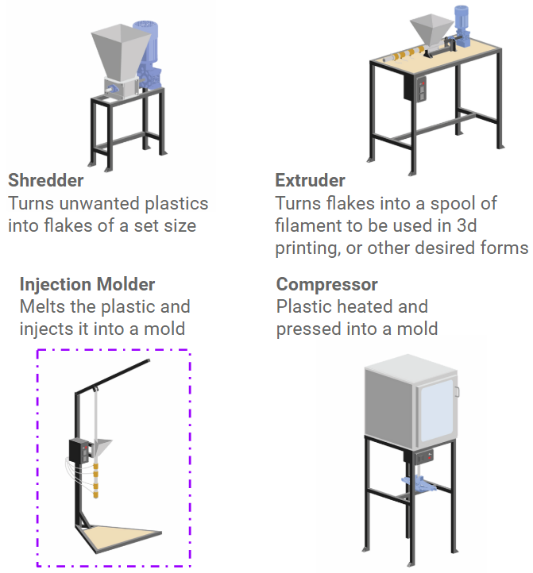 Shredder
Turns unwanted plastics
into flakes of a set size
Extruder
Turns flakes into a spool of
filament to be used in 3d
printing, or other desired forms
Injection Molder
Melts the plastic and
injects it into a mold
Compressor
Plastic heated and
pressed into a mold